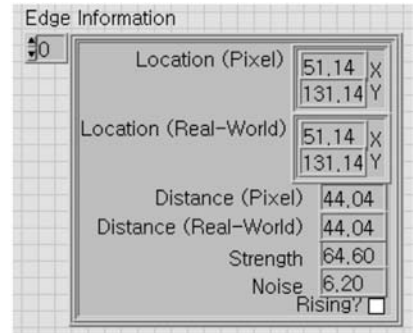 Edge Information
0
Location (Pixel) 51.14 X
131.14 Y
Location (Real-World) 51.14 X
131.14 Y
Distance (Pixel) 44.04
Distance (Real-World) 44.04
Strength 64.60
Noise 6.20
Rising?